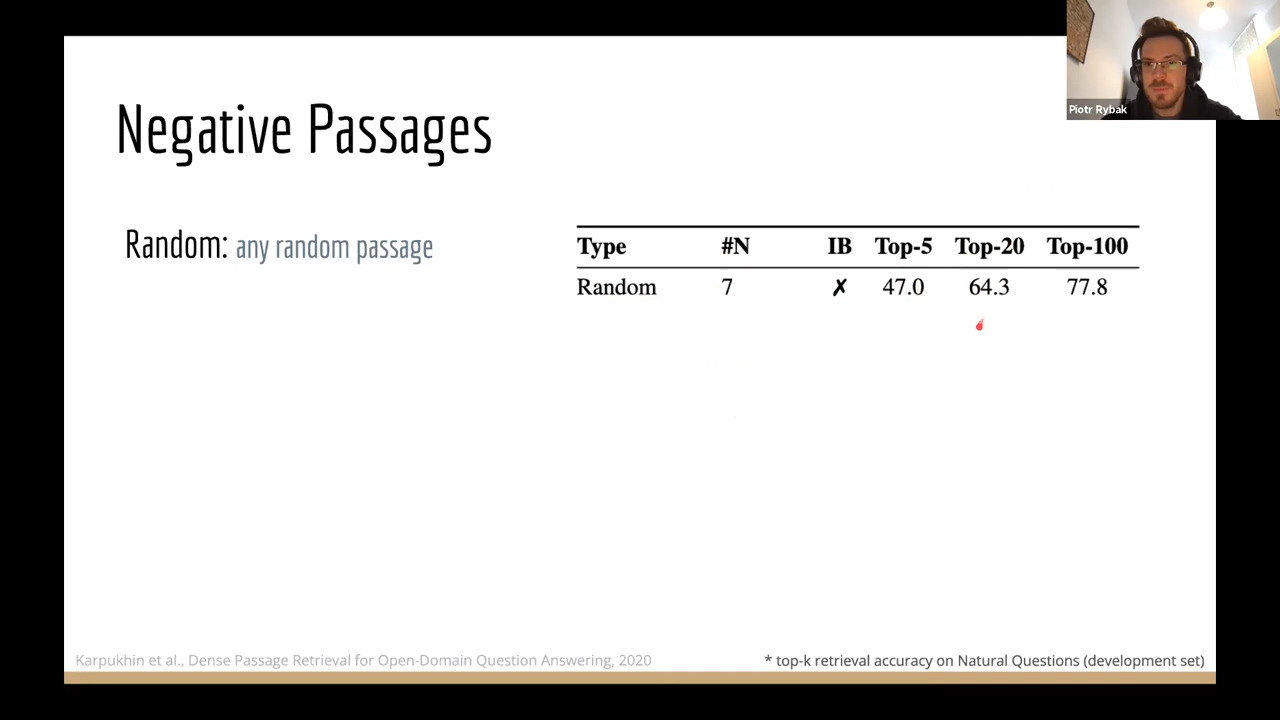 Piotr Rybak
Negative Passages
Random: any random passage
Type #N IB Top-5 Top-20 Top-100
Random 7 ✗ 47.0 64.3 77.8
Karpukhin et al., Dense Passage Retrieval for Open-Domain Question Answering, 2020
* top-k retrieval accuracy on Natural Questions (development set)